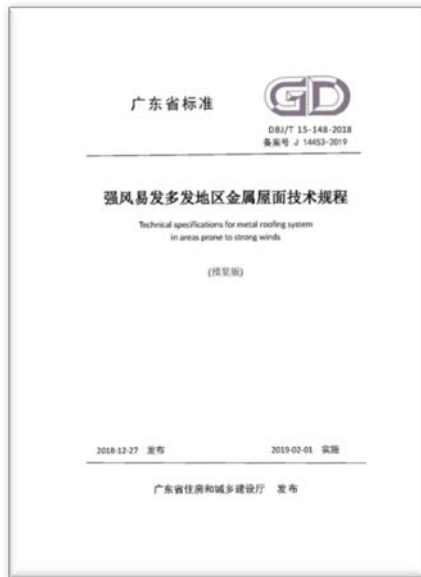 广东省标准
GD
DBJ/T 15-148-2018
备案号 J 14453-2019
强风易发多发地区金属屋面技术规程
Technical specifications for metal roofing system
in areas prone to strong winds
(预览版)
2018-12-27 发布 2019-02-01 实施
广东省住房和城乡建设厅 发布